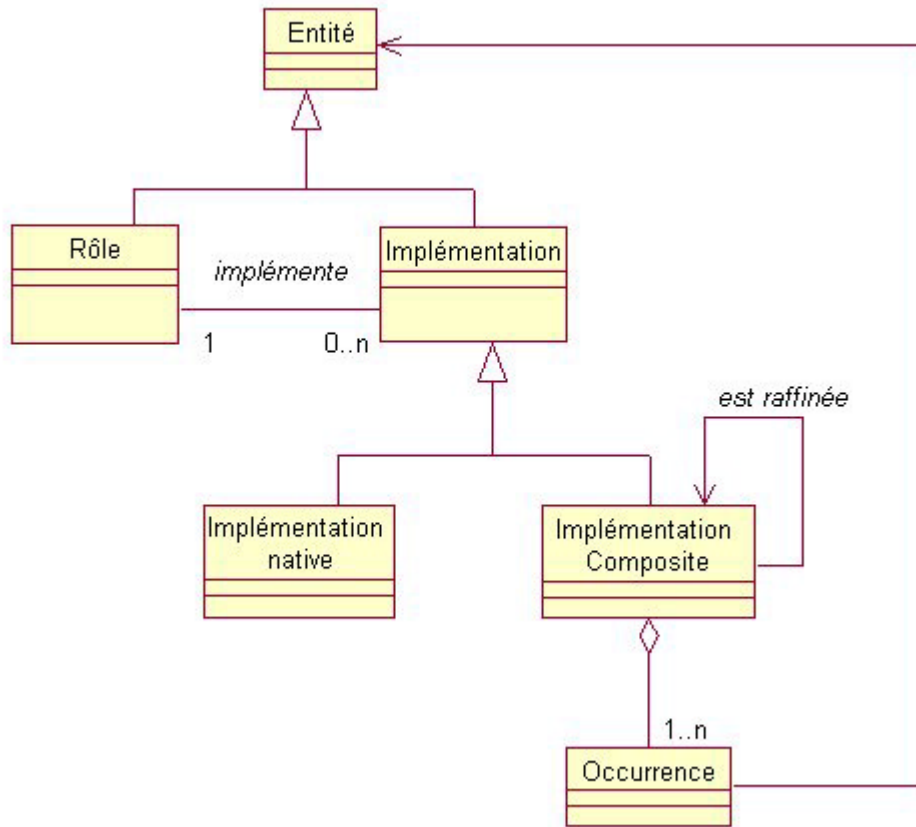 Entité
Rôle
Implémentation
implémente
1
0..n
est raffinée
Implémentation
native
Implémentation
Composite
1..n
Occurrence